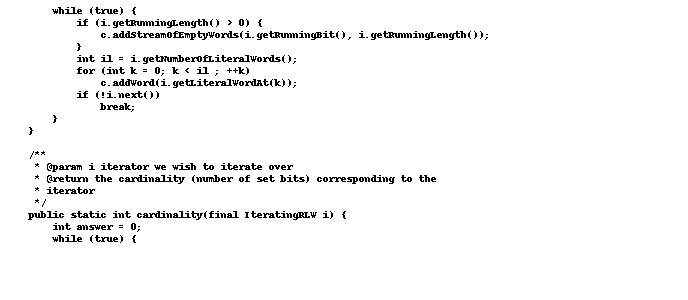 while (true) {
if (i.getRunningLength() > 0) {
c.addStreamOfEmptyWords(i.getRunningBit(), i.getRunningLength());
}
int il = i.getNumberOfLiteralWords();
for (int k = 0; k < il ; ++k)
c.addWord(i.getLiteralWordAt(k));
if (!i.next())
break;
}
}
/**
* @param i iterator we wish to iterate over
* @return the cardinality (number of set bits) corresponding to the
* iterator
*/
public static int cardinality(final IteratingRLW i) {
int answer = 0;
while (true) {